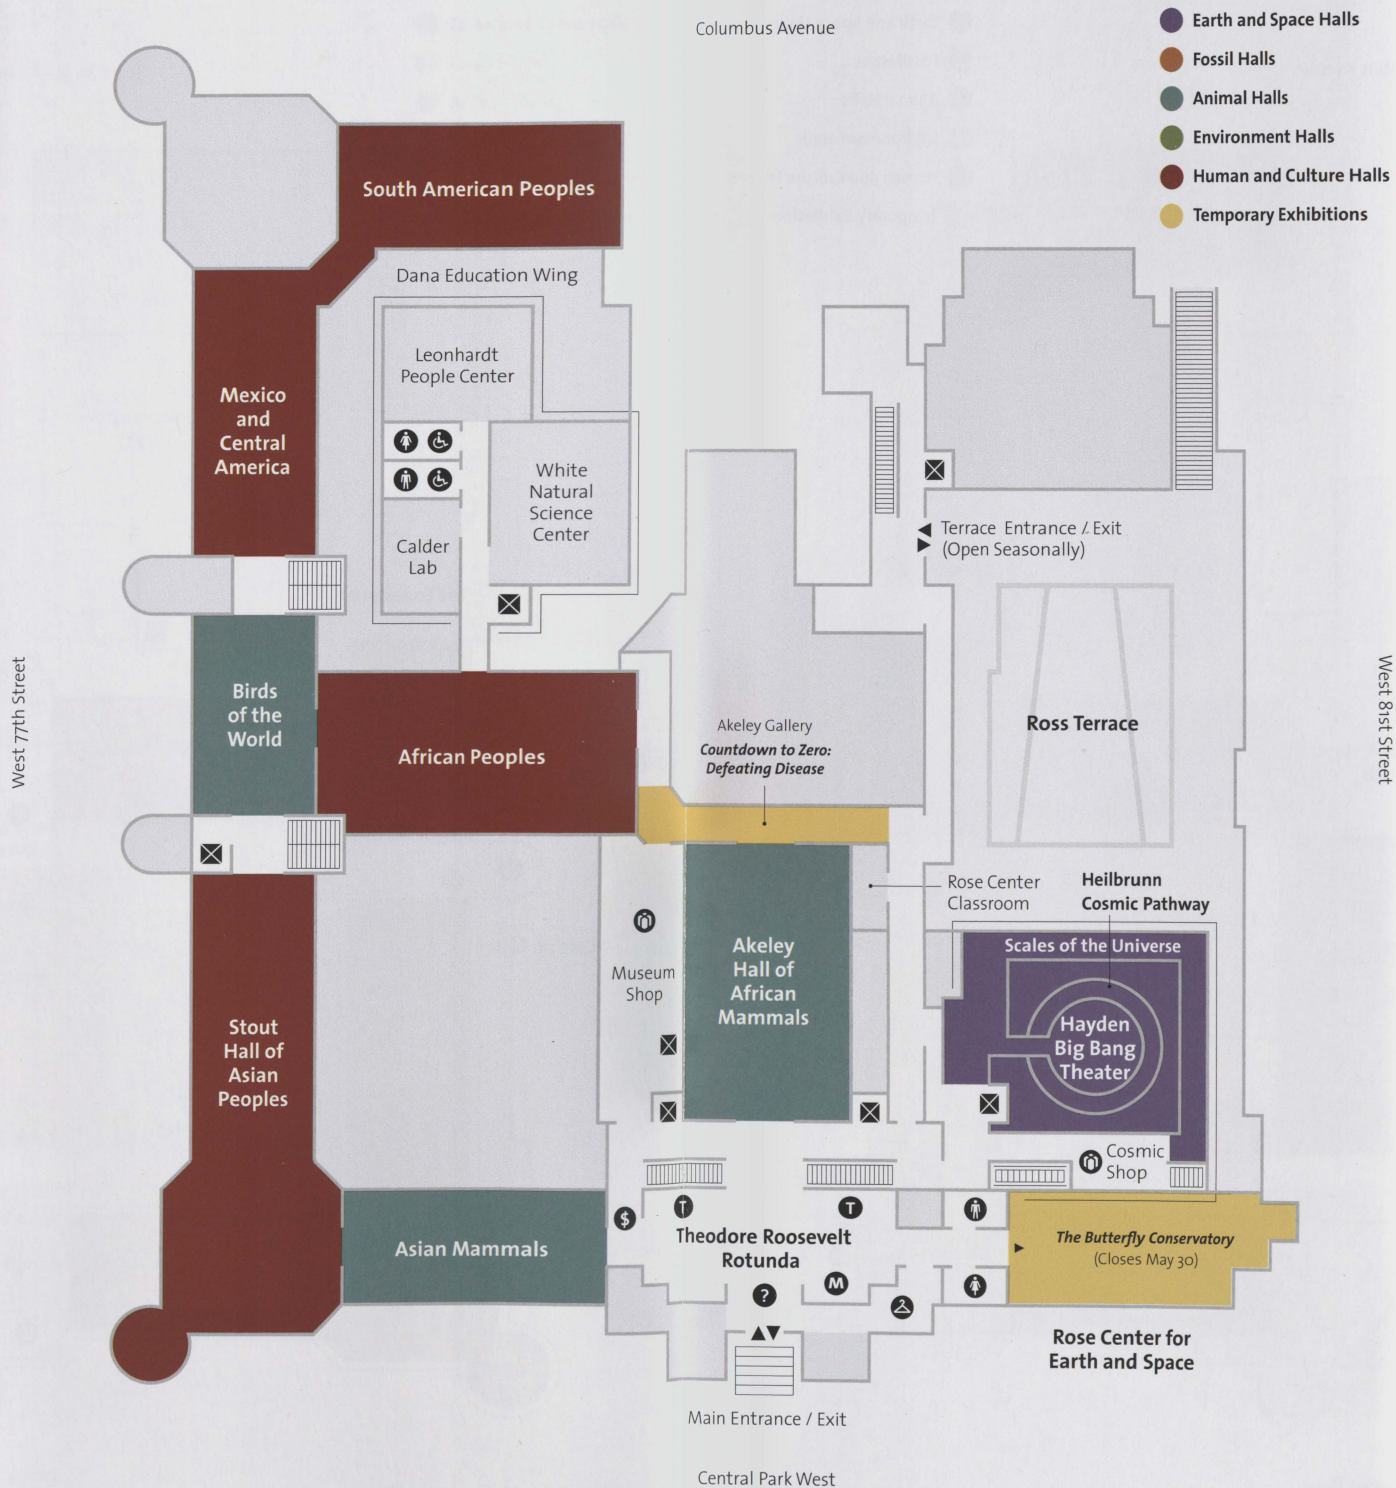 Columbus Avenue
Earth and Space Halls
Fossil Halls
Animal Halls
Environment Halls
Human and Culture Halls
Temporary Exhibitions
South American Peoples
Dana Education Wing
Leonhardt
People Center
Mexico
and
Central
America
White
Natural
Science
Center
Calder
Lab
Terrace Entrance / Exit
(Open Seasonally)
West 77th Street
West 81st Street
Birds
of the
World
African Peoples
Akeley Gallery
Countdown to Zero:
Defeating Disease
Ross Terrace
Rose Center
Classroom
Heilbrunn
Cosmic Pathway
Museum
Shop
Akeley
Hall of
African
Mammals
Scales of the Universe
Hayden
Big Bang
Theater
Stout
Hall of
Asian
Peoples
Cosmic
Shop
$
T
T
Asian Mammals
Theodore Roosevelt
Rotunda
M
?
The Butterfly Conservatory
(Closes May 30)
Rose Center for
Earth and Space
Main Entrance / Exit
Central Park West